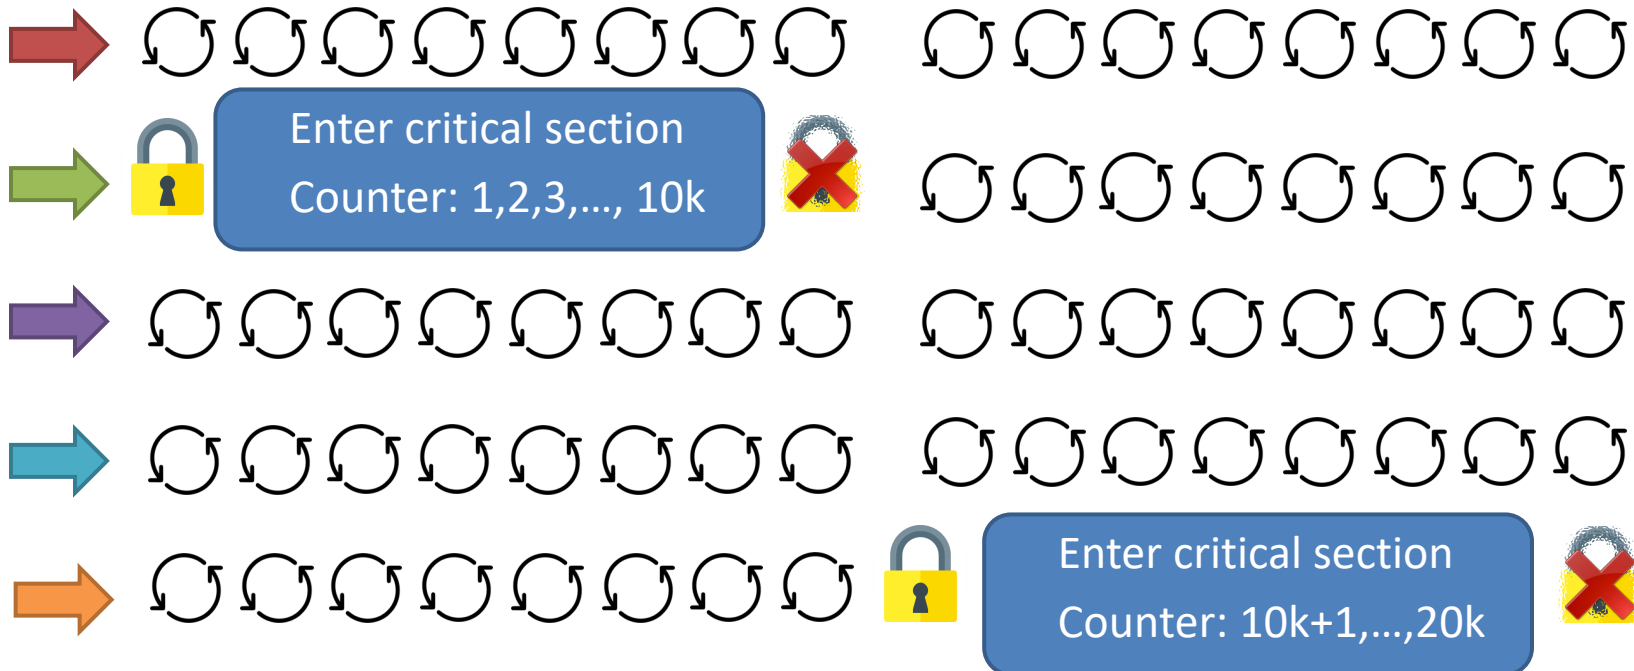 Enter critical section
Counter: 1,2,3,..., 10k
Enter critical section
Counter: 10k+1,...,20k